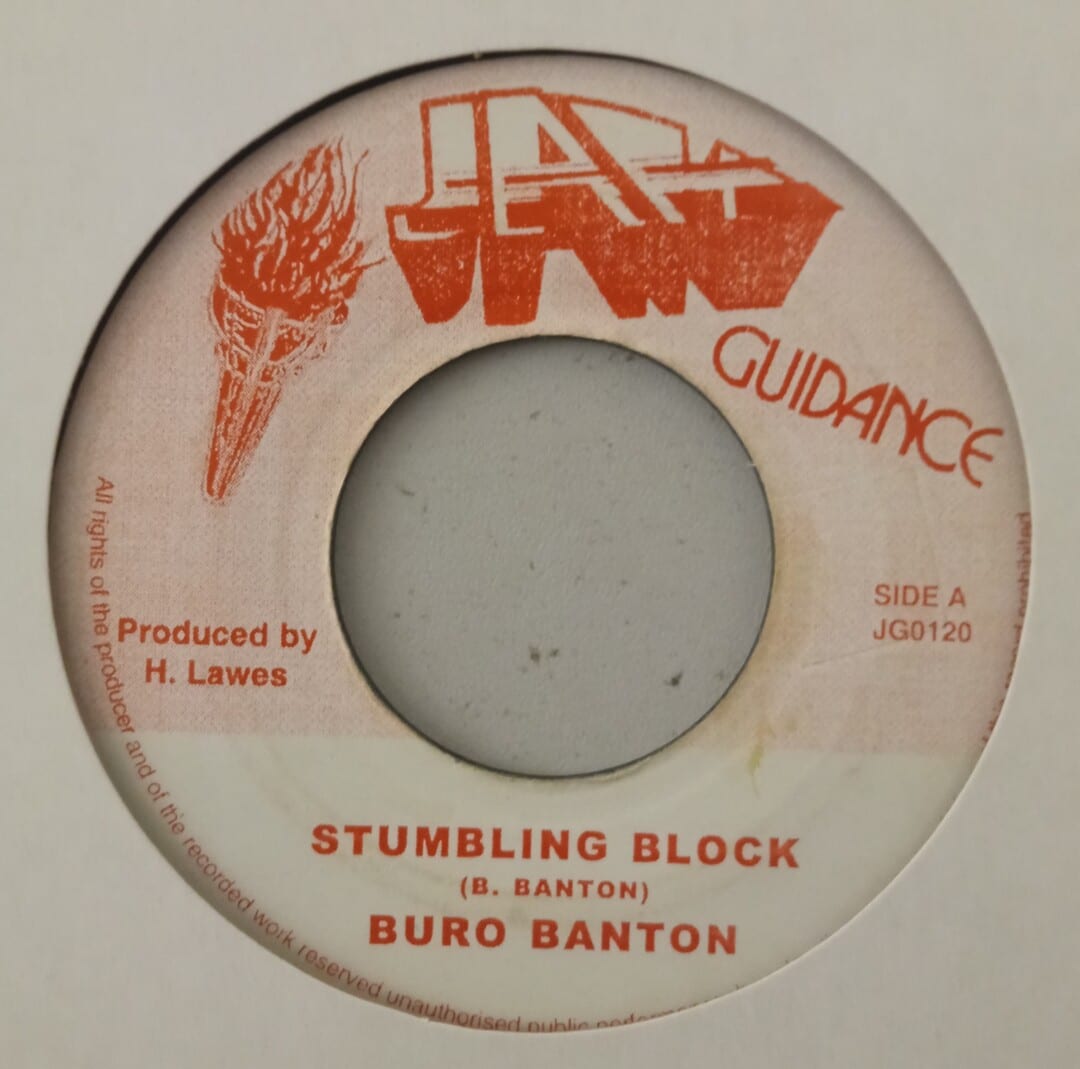 JAH
GUIDANCE
SIDE A
JG0120
Produced by
H. Lawes
STUMBLING BLOCK
(B. BANTON)
BURO BANTON
All rights of the producer and of the recorded work reserved unauthorised public